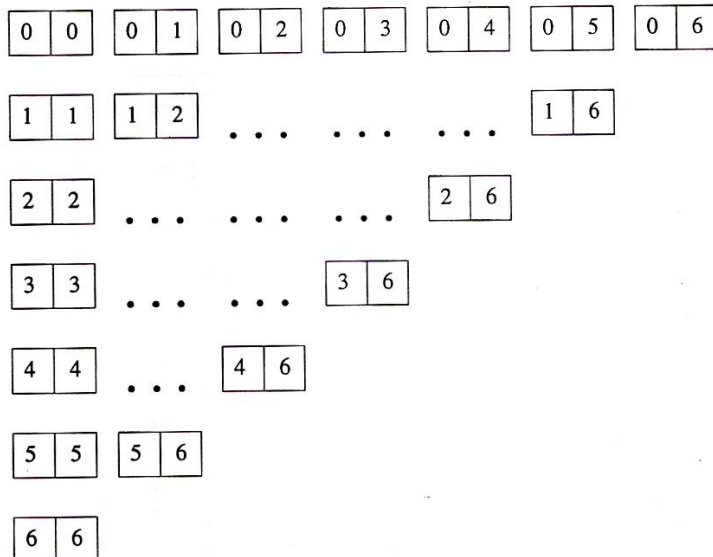 0 0 0 1 0 2 0 3 0 4 0 5 0 6
1 1 1 2 ... ... ... 1 6
2 2 ... ... ... 2 6
3 3 ... ... 3 6
4 4 ... 4 6
5 5 5 6
6 6